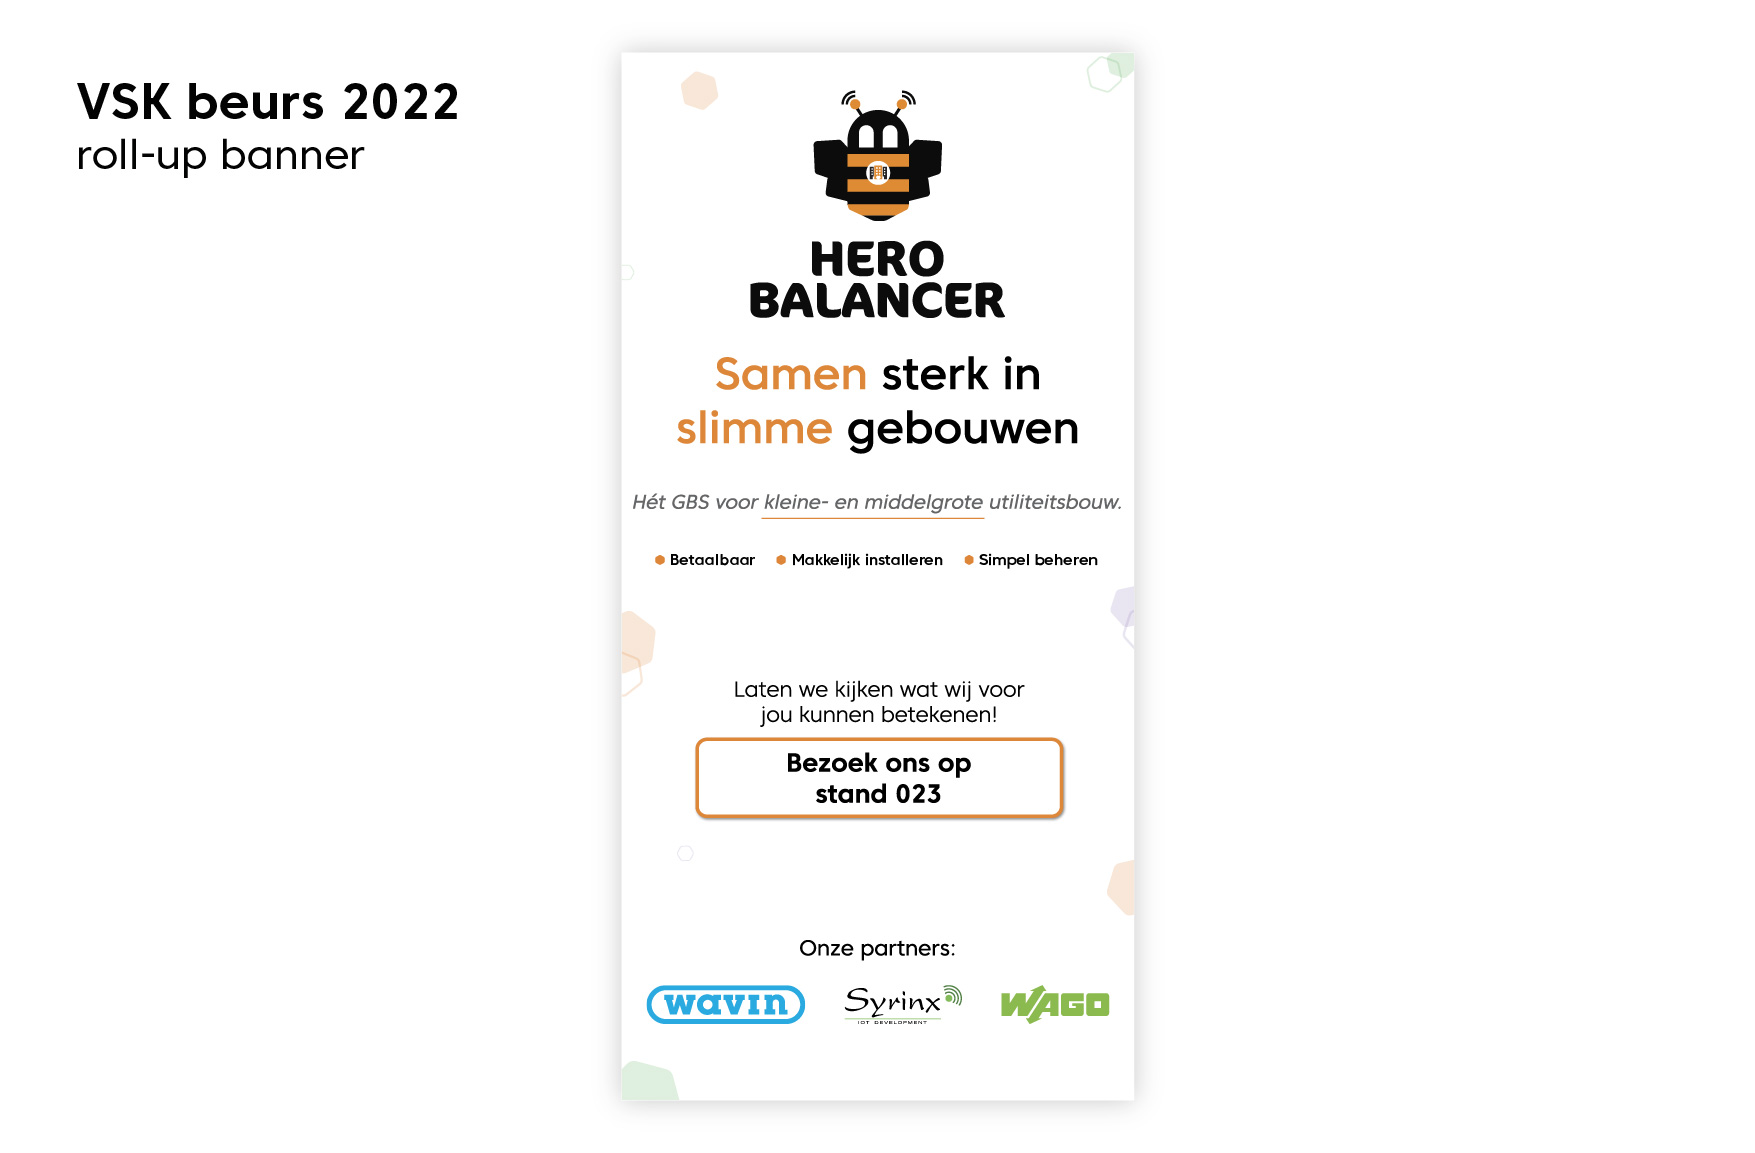 VSK beurs 2022
roll-up banner
HERO
BALANCER
Samen sterk in
slimme gebouwen
Hét GBS voor kleine- en middelgrote utiliteitsbouw.
Betaalbaar Makkelijk installeren Simpel beheren
Laten we kijken wat wij voor
jou kunnen betekenen!
Bezoek ons op
stand 023
Onze partners:
wavin Syrinx WAGO
IOT DEVELOPMENT